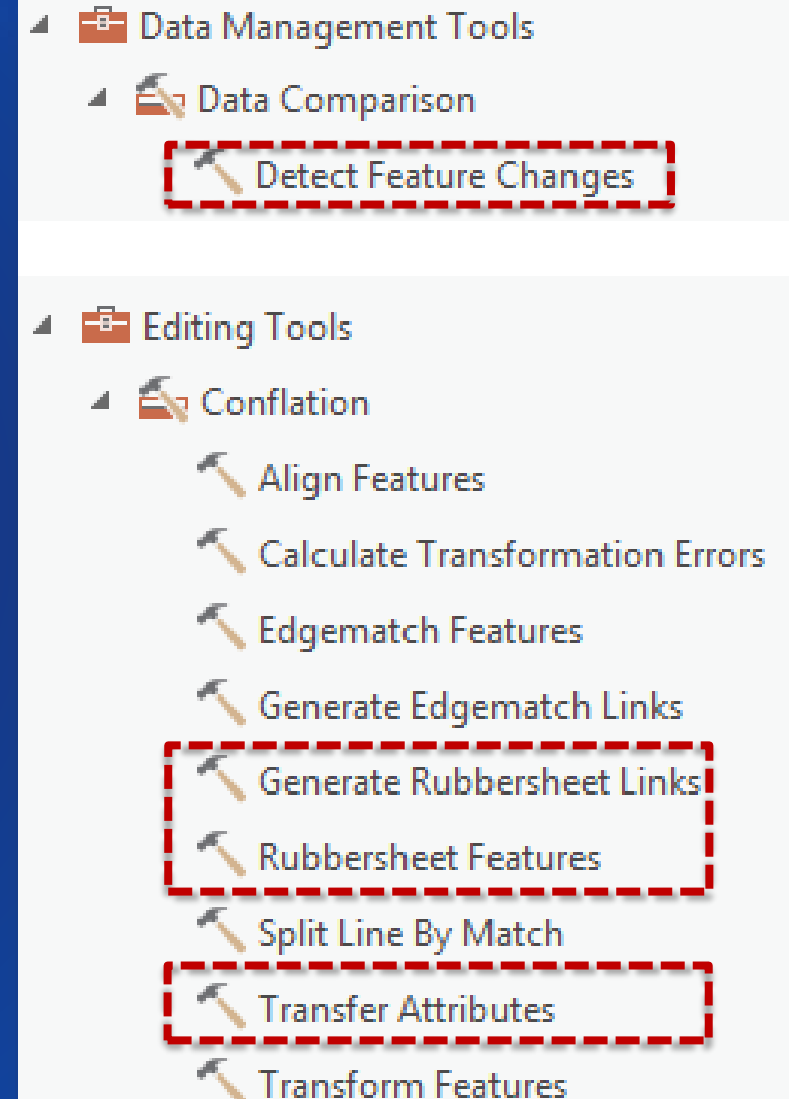 Data Management Tools
Data Comparison
Detect Feature Changes
Editing Tools
Conflation
Align Features
Calculate Transformation Errors
Edgematch Features
Generate Edgematch Links
Generate Rubbersheet Links
Rubbersheet Features
Split Line By Match
Transfer Attributes
Transform Features